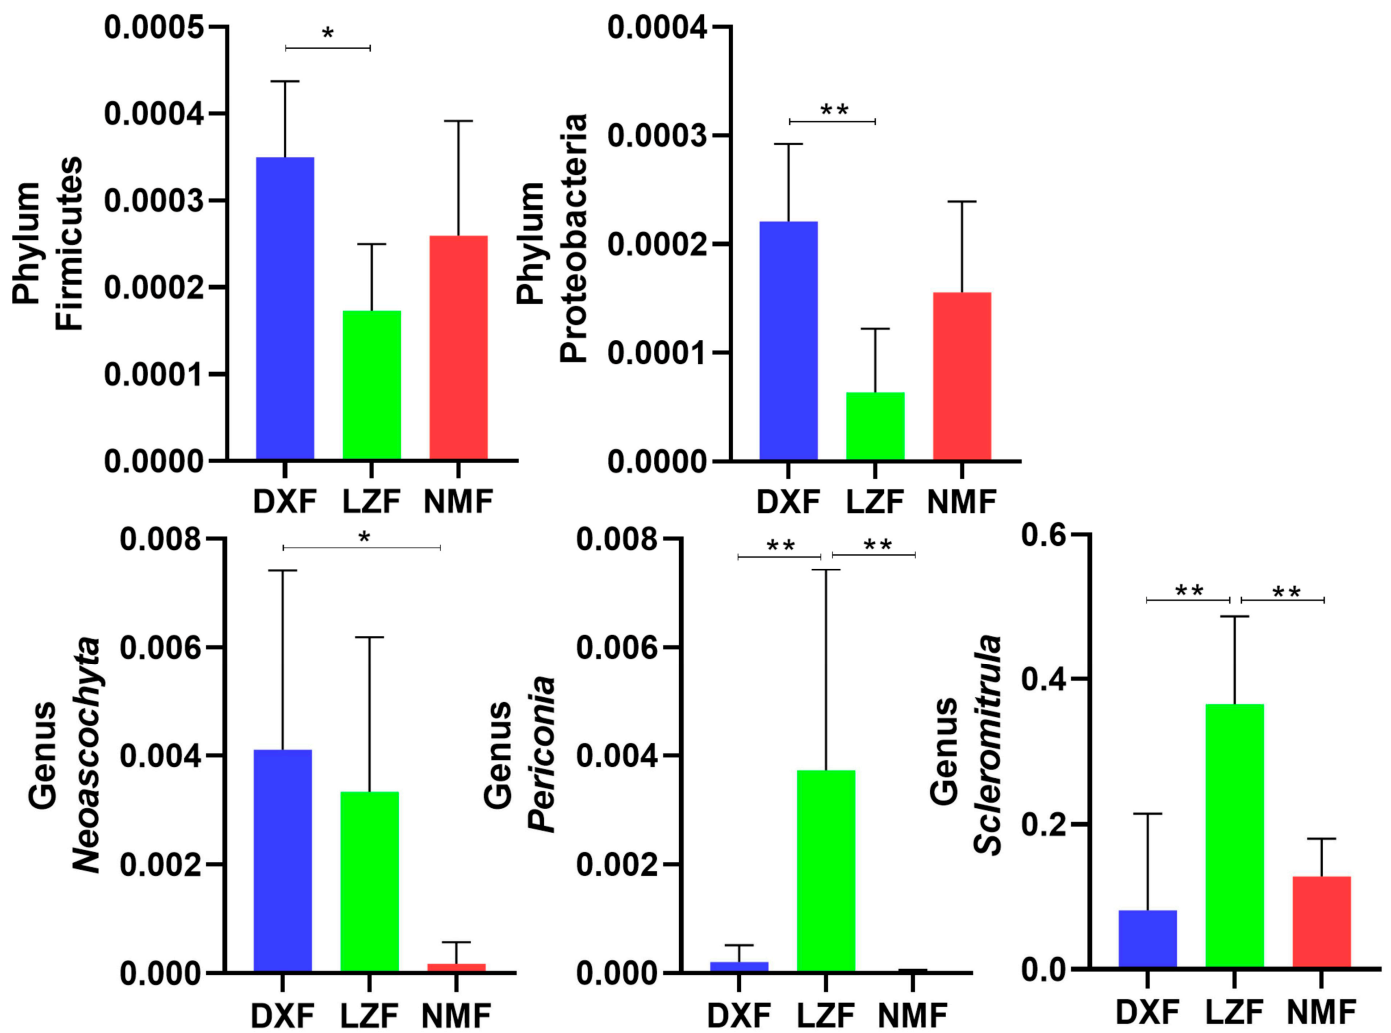 Phylum
Firmicutes
0.0005
0.0004
0.0003
0.0002
0.0001
0.0000
*
DXF LZF NMF
Phylum
Proteobacteria
0.0004
0.0003
0.0002
0.0001
0.0000
**
DXF LZF NMF
Genus
Neoascochyta
0.008
0.006
0.004
0.002
0.000
*
DXF LZF NMF
Genus
Periconia
0.008
0.006
0.004
0.002
0.000
** **
DXF LZF NMF
Genus
Scleromitrula
0.6
0.4
0.2
0.0
** **
DXF LZF NMF